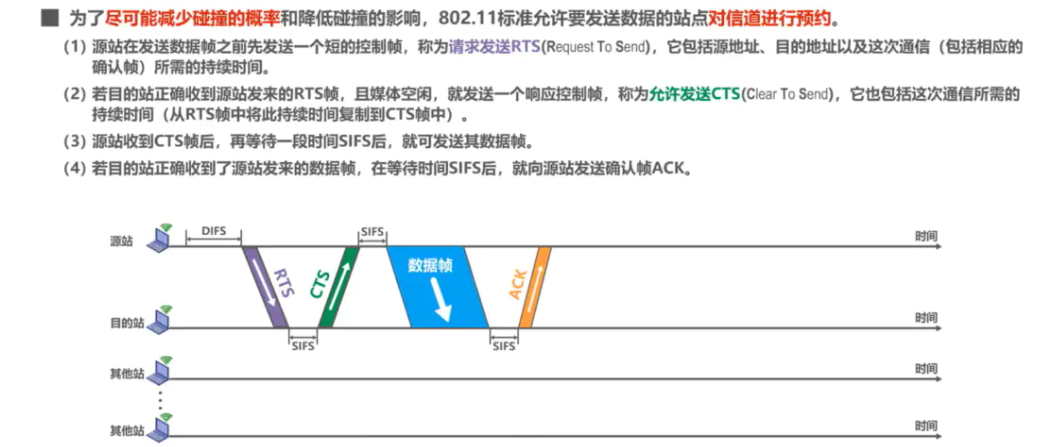 为了尽可能减少碰撞的概率和降低碰撞的影响，802.11标准允许要发送数据的站点对信道进行预约。
(1) 源站在发送数据帧之前先发送一个短的控制帧，称为请求发送RTS(Request To Send)，它包括源地址、目的地址以及这次通信（包括相应的
确认帧）所需的持续时间。
(2) 若目的站正确收到源站发来的RTS帧，且媒体空闲，就发送一个响应控制帧，称为允许发送CTS(Clear To Send)，它也包括这次通信所需的
持续时间（从RTS帧中将此持续时间复制到CTS帧中）。
(3) 源站收到CTS帧后，再等待一段时间SIFS后，就可发送其数据帧。
(4) 若目的站正确收到了源站发来的数据帧，在等待时间SIFS后，就向源站发送确认帧ACK。
DIFS
SIFS
源站
时间
RTS
CTS
数据帧
ACK
目的站
时间
SIFS
SIFS
其他站
时间
其他站
时间